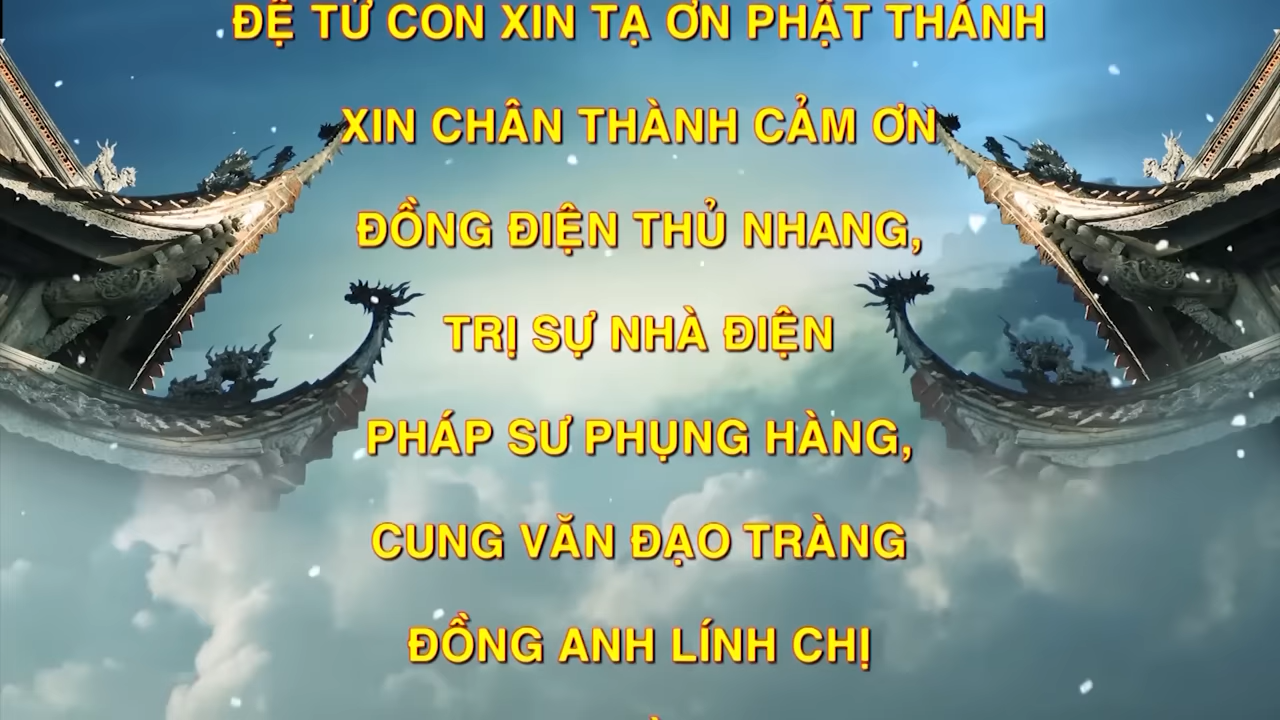 ĐỆ TỬ CON XIN TẠ ƠN PHẬT THÁNH
XIN CHÂN THÀNH CẢM ƠN
ĐỒNG ĐIỆN THỦ NHANG,
TRỊ SỰ NHÀ ĐIỆN
PHÁP SƯ PHỤNG HÀNG,
CUNG VĂN ĐẠO TRÀNG
ĐỒNG ANH LÍNH CHỊ